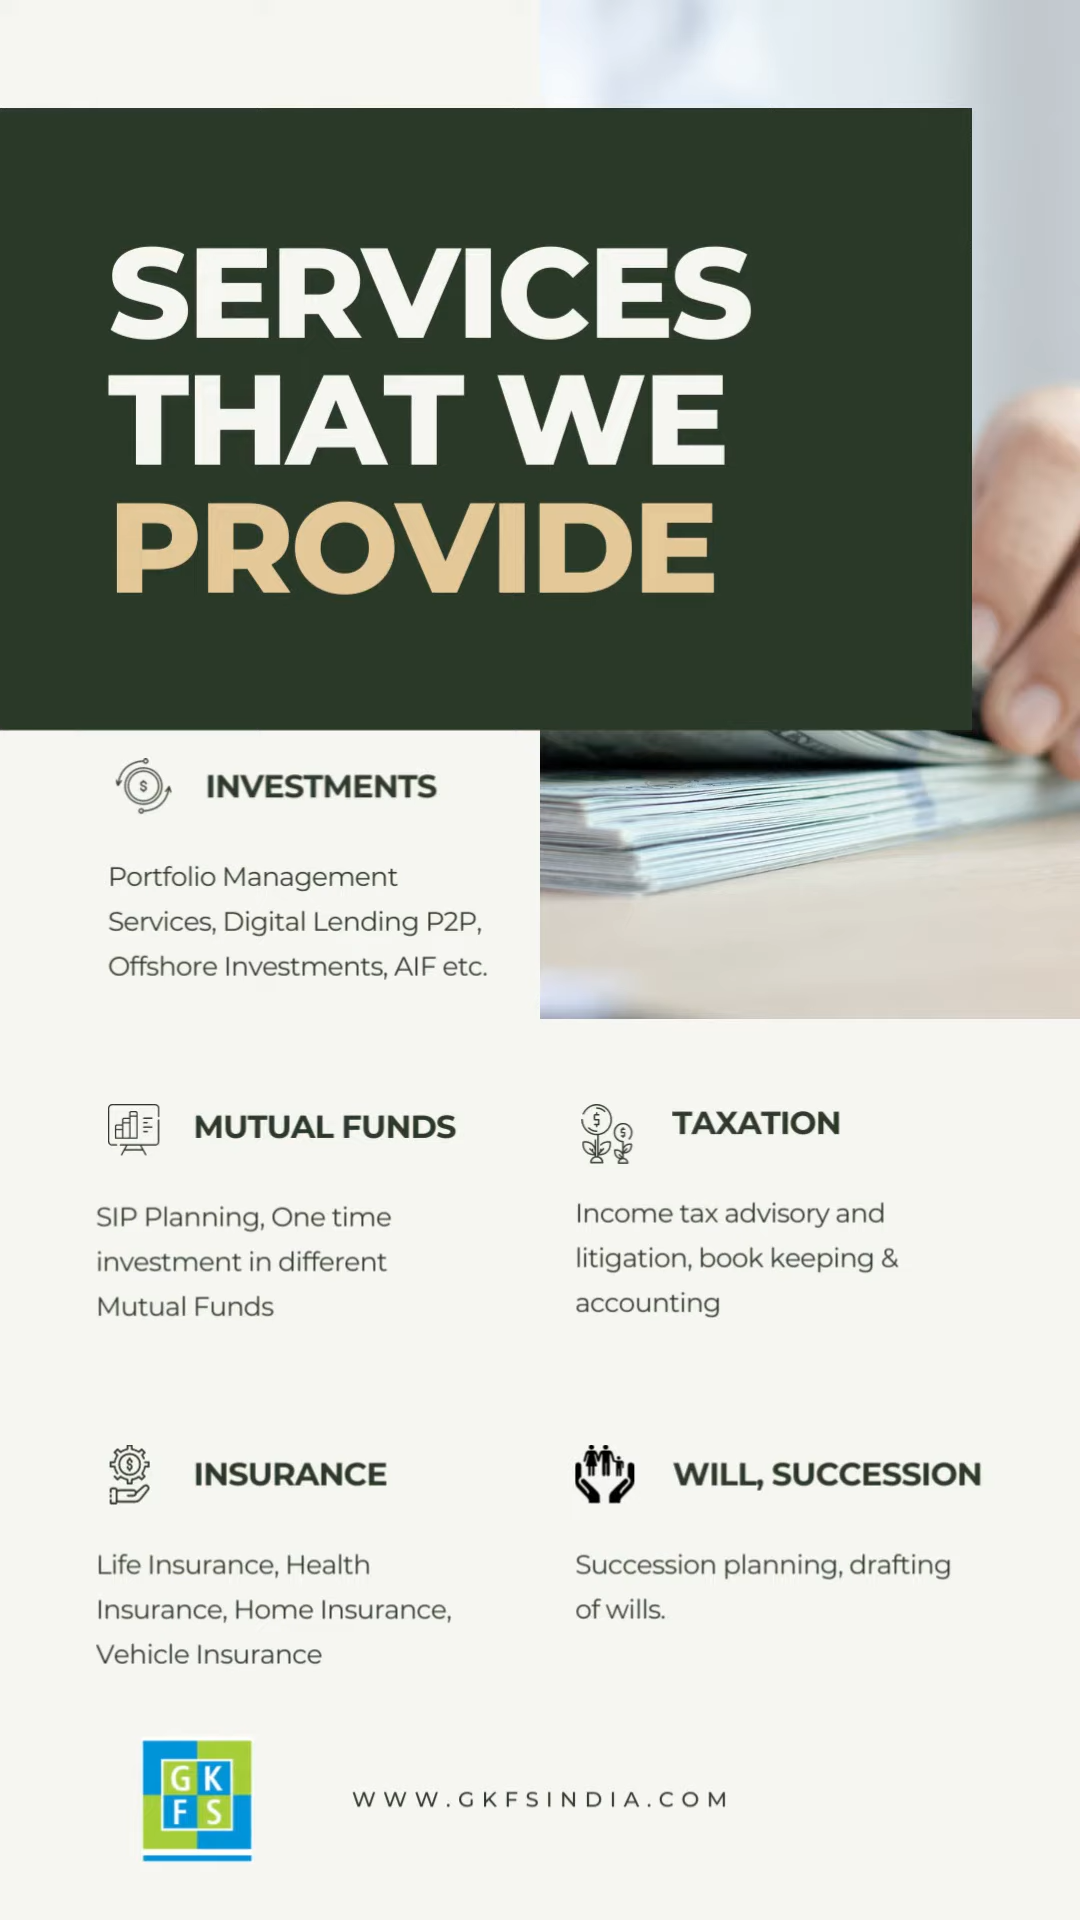 SERVICES
THAT WE
PROVIDE
INVESTMENTS
Portfolio Management
Services, Digital Lending P2P,
Offshore Investments, AIF etc.
MUTUAL FUNDS
SIP Planning, One time
investment in different
Mutual Funds
TAXATION
Income tax advisory and
litigation, book keeping &
accounting
INSURANCE
Life Insurance, Health
Insurance, Home Insurance,
Vehicle Insurance
WILL, SUCCESSION
Succession planning, drafting
of wills.
GK
FS
WWW.GKFSINDIA.COM